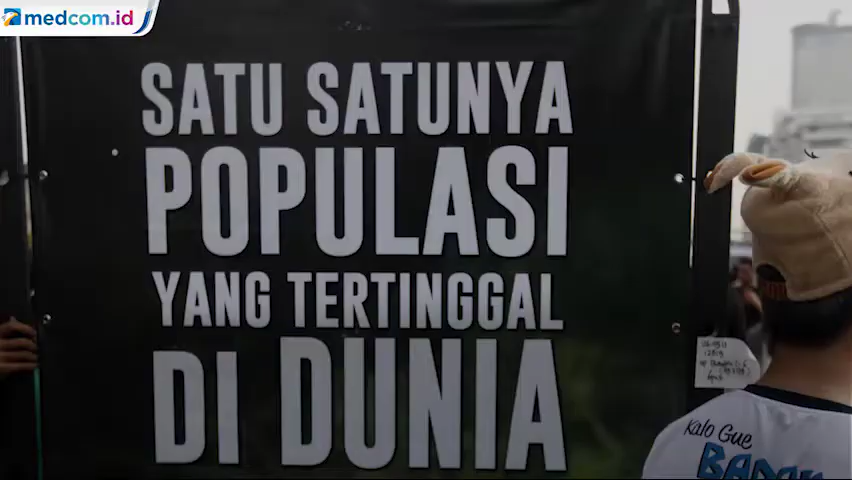 medcom.id
SATU SATUNYA
POPULASI
YANG TERTINGGAL
DI DUNIA
Kalo Gue